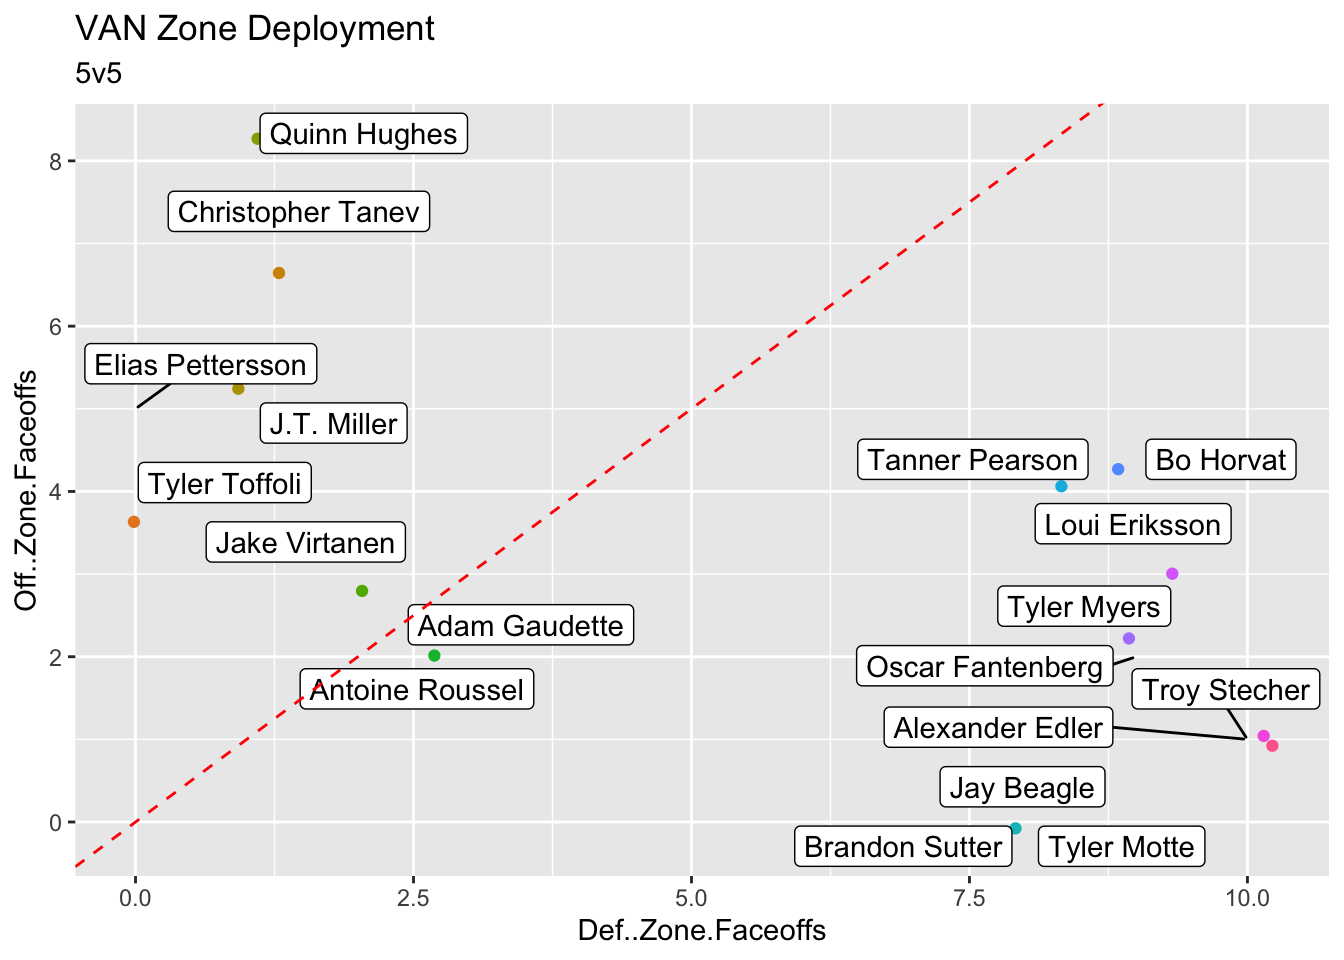 VAN Zone Deployment
5v5
Quinn Hughes
Christopher Tanev
Elias Pettersson
J.T. Miller
Tyler Toffoli
Jake Virtanen
Adam Gaudette
Antoine Roussel
Tanner Pearson
Bo Horvat
Loui Eriksson
Tyler Myers
Oscar Fantenberg
Troy Stecher
Alexander Edler
Jay Beagle
Brandon Sutter
Tyler Motte
8
6
4
2
0
Off..Zone.Faceoffs
0.0
2.5
5.0
7.5
10.0
Def..Zone.Faceoffs